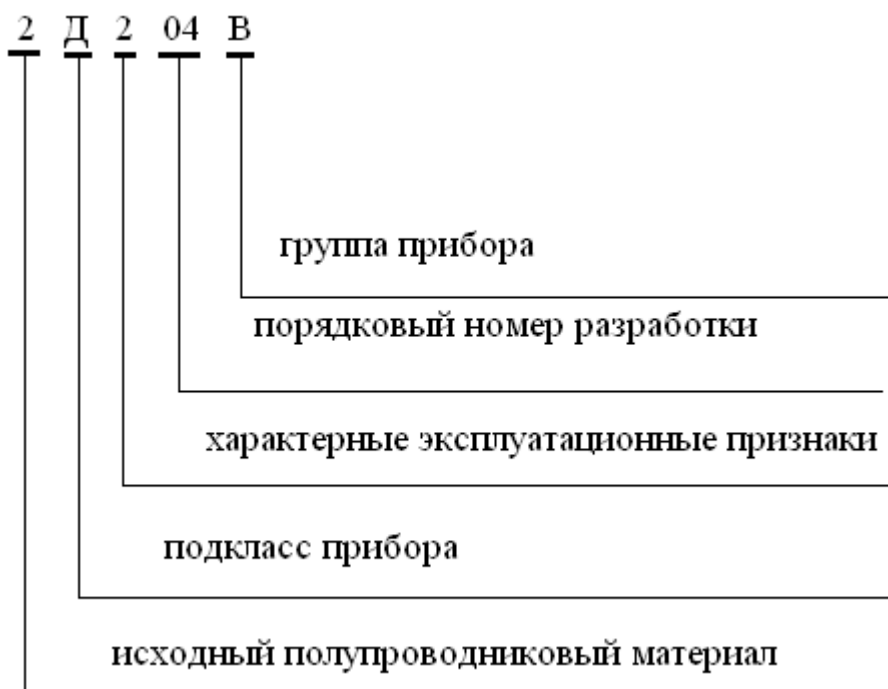 2 Д 2 04 В
группа прибора
порядковый номер разработки
характерные эксплуатационные признаки
подкласс прибора
исходный полупроводниковый материал